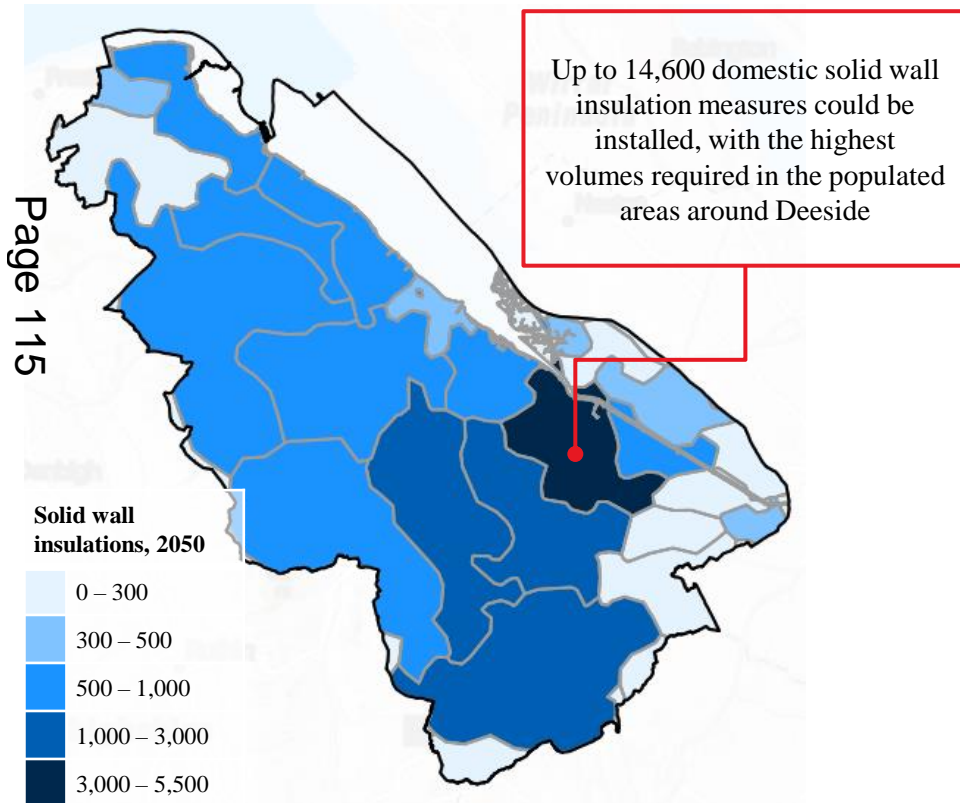 Up to 14,600 domestic solid wall
insulation measures could be
installed, with the highest
volumes required in the populated
areas around Deeside
Page 115
Solid wall
insulations, 2050
0 – 300
300 – 500
500 – 1,000
1,000 – 3,000
3,000 – 5,500